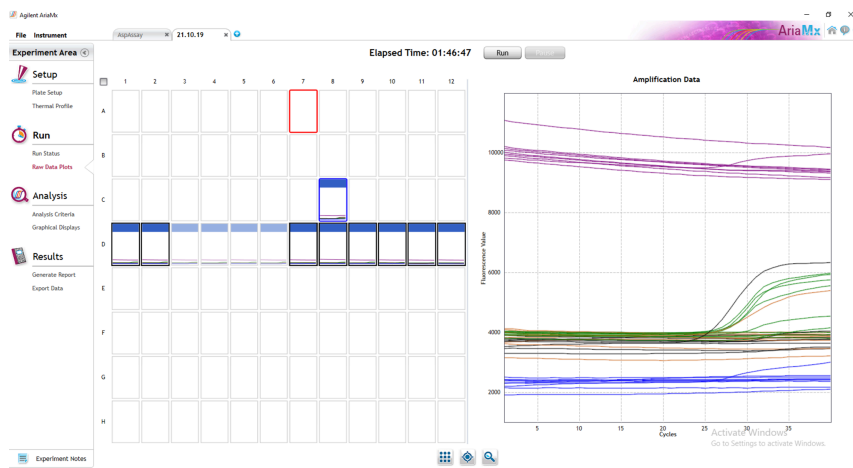 Agilent AriaMx
File Instrument
AspAssay
21.10.19
AriaMx
Experiment Area
Elapsed Time: 01:46:47
Run
Pause
Setup
Plate Setup
Thermal Profile
Run
Run Status
Raw Data Plots
Analysis
Analysis Criteria
Graphical Displays
Results
Generate Report
Export Data
Experiment Notes
1 2 3 4 5 6 7 8 9 10 11 12
A
B
C
D
E
F
G
H
Amplification Data
Fluorescence Value
10000
8000
6000
4000
2000
5 10 15 20 25 30 35
Cycles
Activate Windows
Go to Settings to activate Windows.